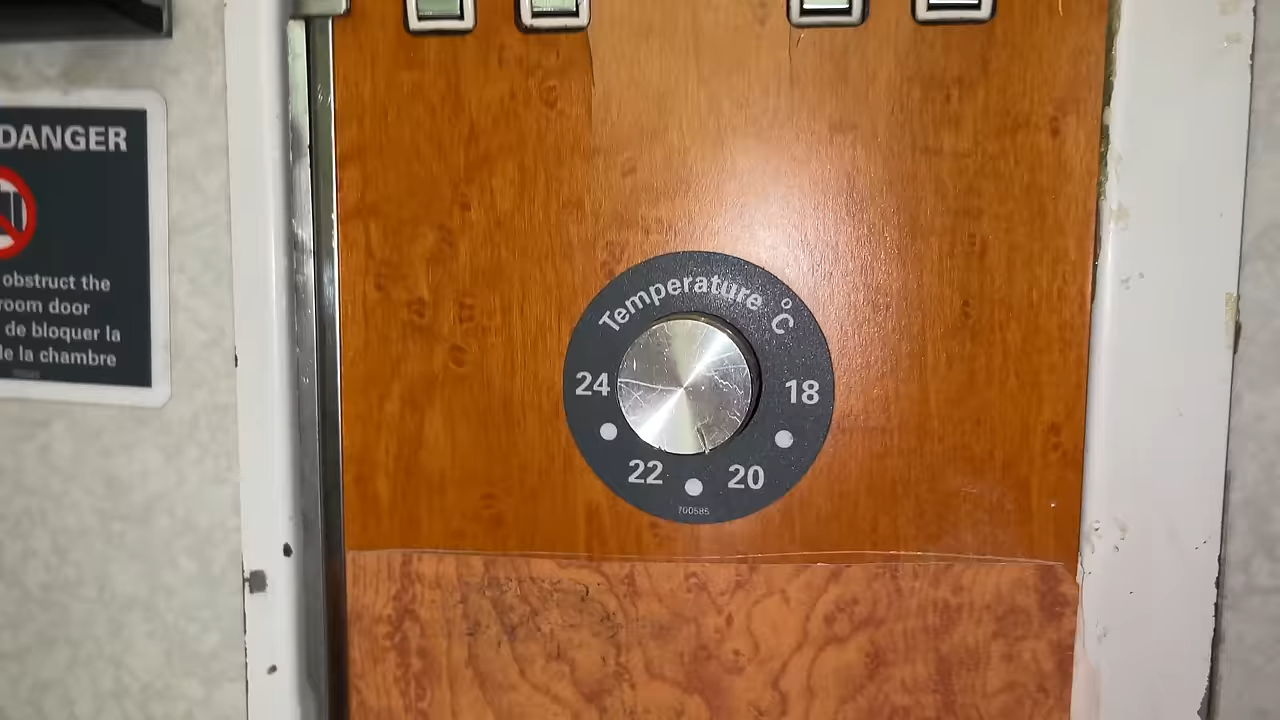 DANGER
obstruct the
room door
de bloquer la
de la chambre
Temperature °C
24
18
22
20
700585